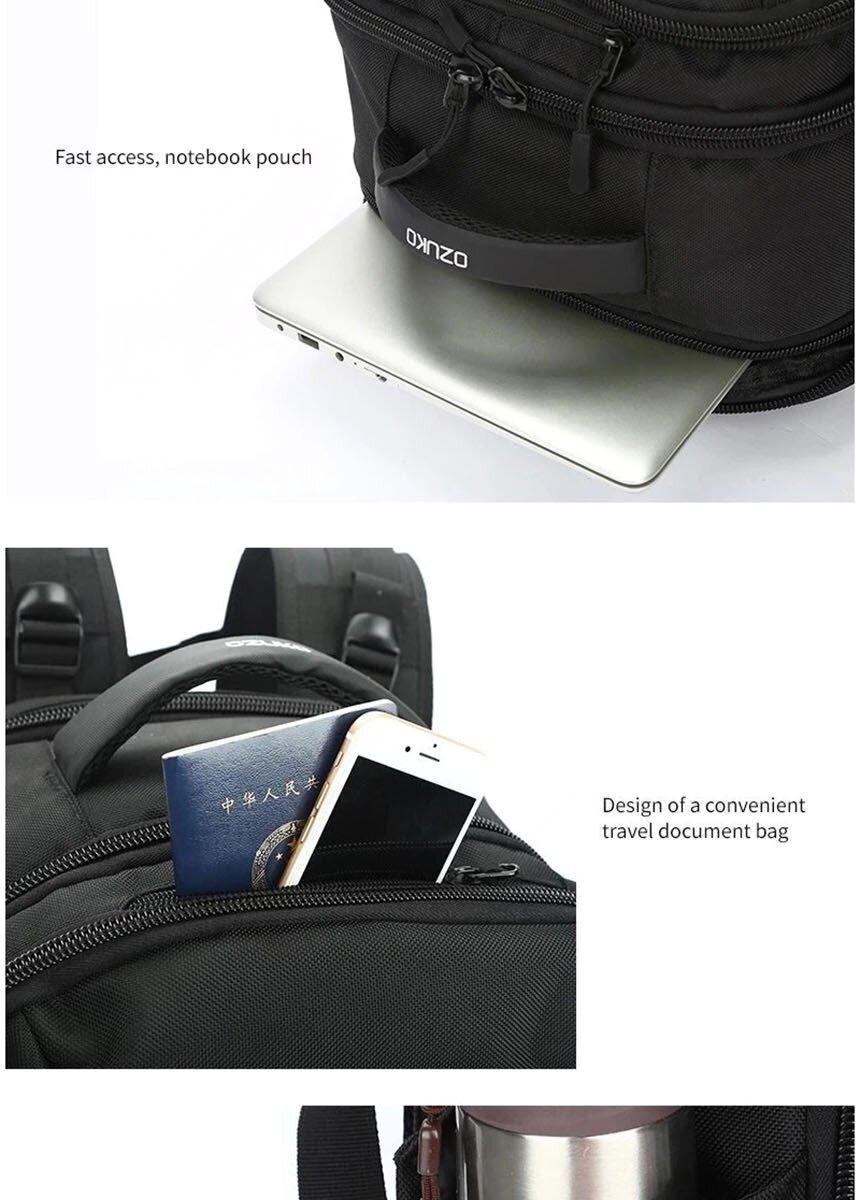 Fast access, notebook pouch
OZUKO
OZUKO
中华人民共
Design of a convenient
travel document bag